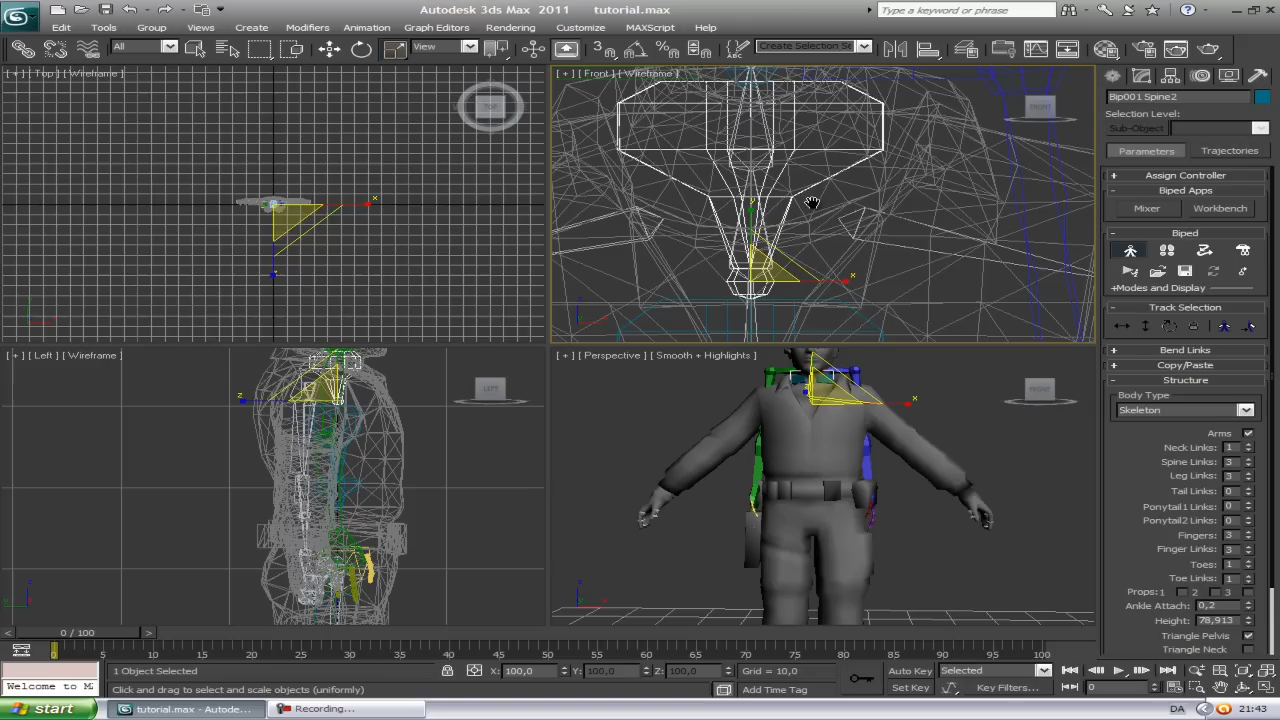 Autodesk 3ds Max 2011 tutorial.max
Type a keyword or phrase
Edit Tools Group Views Create Modifiers Animation Graph Editors Rendering Customize MAXScript Help
All
View
3
Create Selection Se
[ + ] [ Top ] [ Wireframe ]
TOP
x
[ + ] [ Front ] [ Wireframe ]
FRONT
y
x
[ + ] [ Left ] [ Wireframe ]
LEFT
z
[ + ] [ Perspective ] [ Smooth + Highlights ]
FRONT
x
Bip001 Spine2
Selection Level:
Sub-Object
Parameters Trajectories
+ Assign Controller
- Biped Apps
Mixer Workbench
- Biped
+Modes and Display
- Track Selection
+ Bend Links
+ Copy/Paste
- Structure
Body Type
Skeleton
Arms
Neck Links: 1
Spine Links: 3
Leg Links: 3
Tail Links: 0
Ponytail1 Links: 0
Ponytail2 Links: 0
Fingers: 3
Finger Links: 3
Toes: 1
Toe Links: 1
Props: 1 2 3
Ankle Attach: 0,2
Height: 78,913
Triangle Pelvis
Triangle Neck
< 0 / 100 >
0 5 10 15 20 25 30 35 40 45 50 55 60 65 70 75 80 85 90 95 100
1 Object Selected
X: 100,0 Y: 100,0 Z: 100,0
Grid = 10,0
Auto Key Selected
Welcome to M
Click and drag to select and scale objects (uniformly)
Add Time Tag
Set Key Key Filters...
0
start
tutorial.max - Autod...
Recording...
DA
21:43